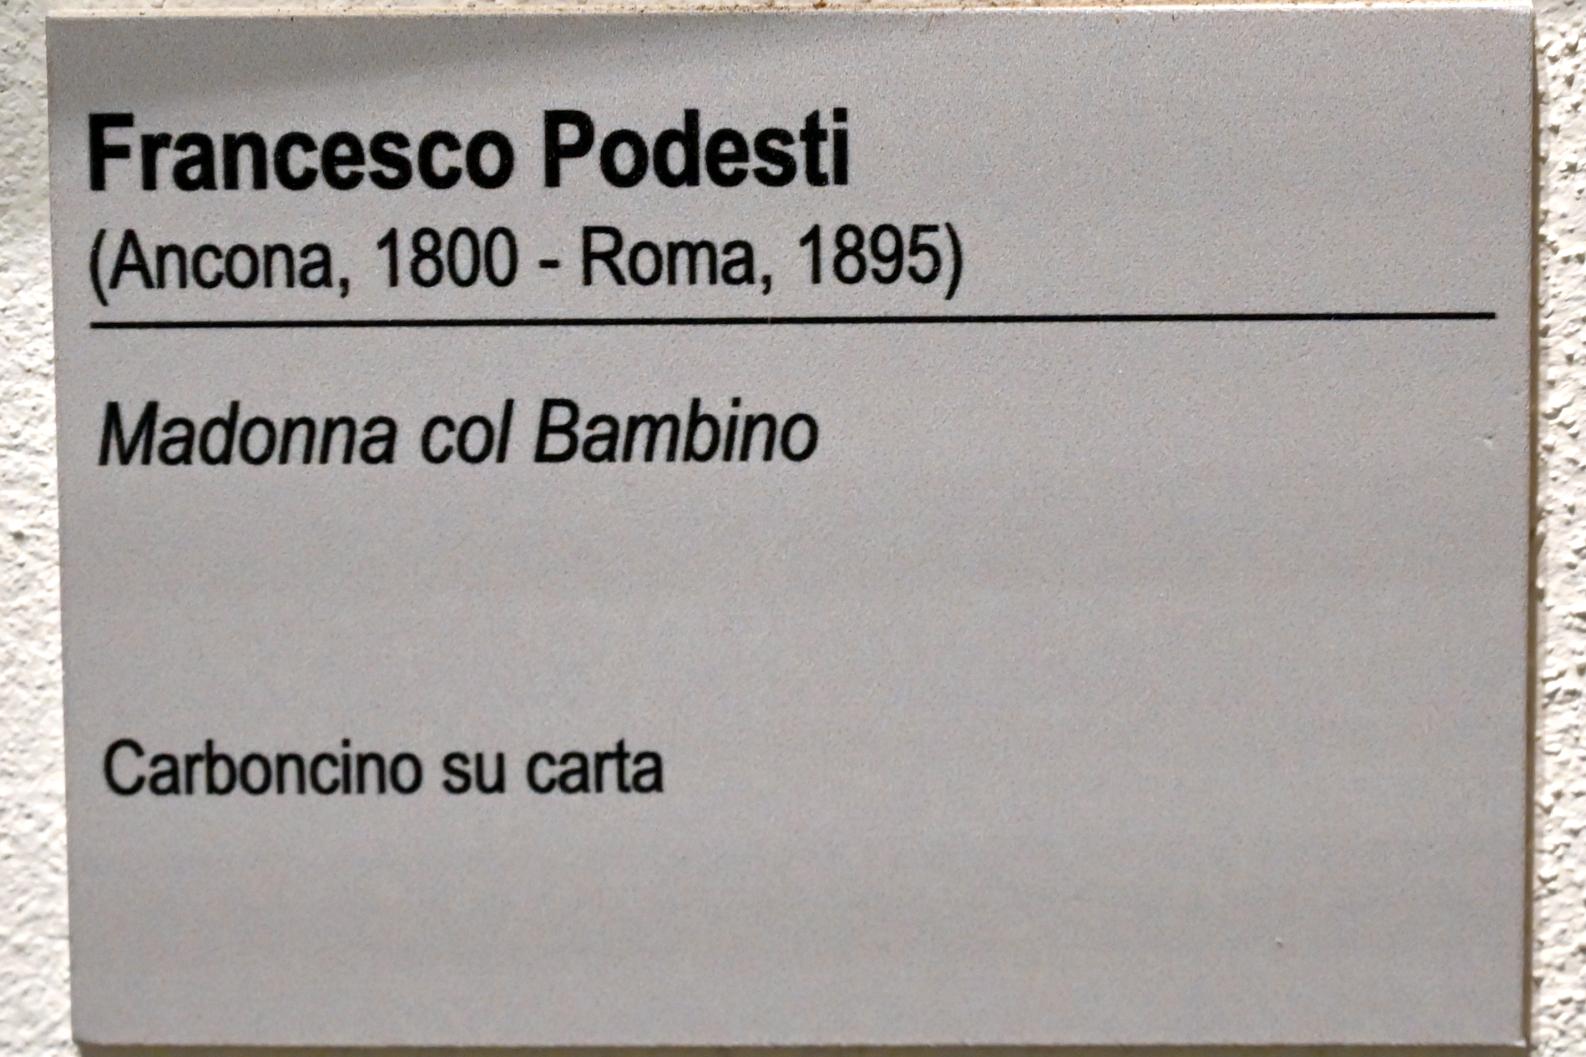 Francesco Podesti
(Ancona, 1800 - Roma, 1895)
Madonna col Bambino
Carboncino su carta